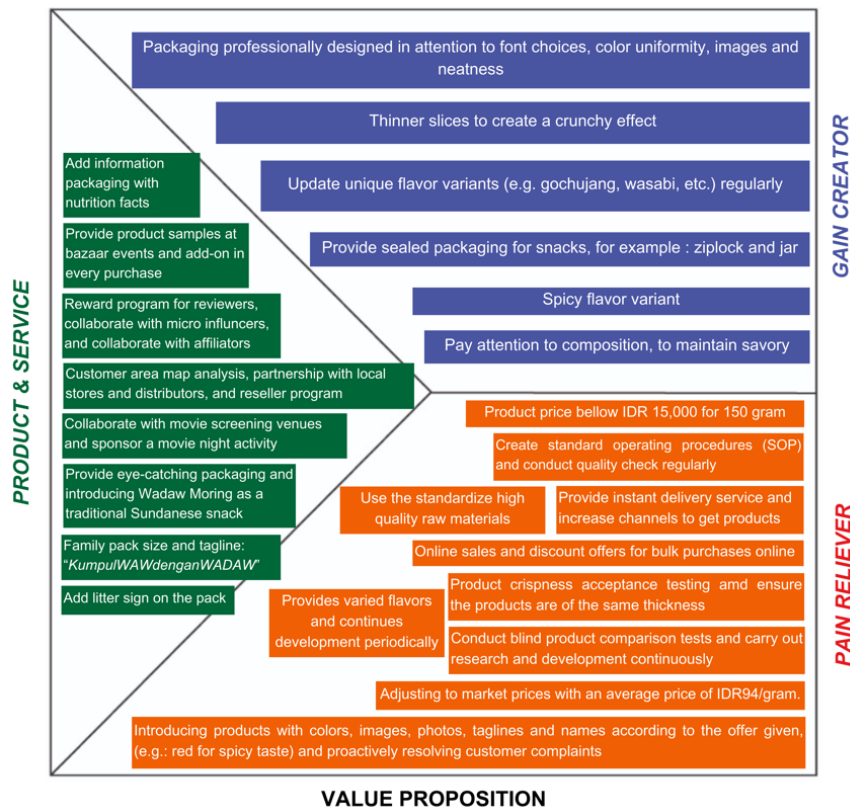 Packaging professionally designed in attention to font choices, color uniformity, images and
neatness
Thinner slices to create a crunchy effect
Update unique flavor variants (e.g. gochujang, wasabi, etc.) regularly
Provide sealed packaging for snacks, for example : ziplock and jar
Spicy flavor variant
Pay attention to composition, to maintain savory
GAIN CREATOR
PRODUCT & SERVICE
Add information
packaging with
nutrition facts
Provide product samples at
bazaar events and add-on in
every purchase
Reward program for reviewers,
collaborate with micro influncers,
and collaborate with affiliators
Customer area map analysis, partnership with local
stores and distributors, and reseller program
Collaborate with movie screening venues
and sponsor a movie night activity
Provide eye-catching packaging and
introducing Wadaw Moring as a
traditional Sundanese snack
Family pack size and tagline:
“KumpulWAWdenganWADAW”
Add litter sign on the pack
Product price bellow IDR 15,000 for 150 gram
Create standard operating procedures (SOP)
and conduct quality check regularly
Use the standardize high
quality raw materials
Provide instant delivery service and
increase channels to get products
Online sales and discount offers for bulk purchases online
Provides varied flavors
and continues
development periodically
Product crispness acceptance testing amd ensure
the products are of the same thickness
Conduct blind product comparison tests and carry out
research and development continuously
Adjusting to market prices with an average price of IDR94/gram.
Introducing products with colors, images, photos, taglines and names according to the offer given,
(e.g.: red for spicy taste) and proactively resolving customer complaints
PAIN RELIEVER
VALUE PROPOSITION